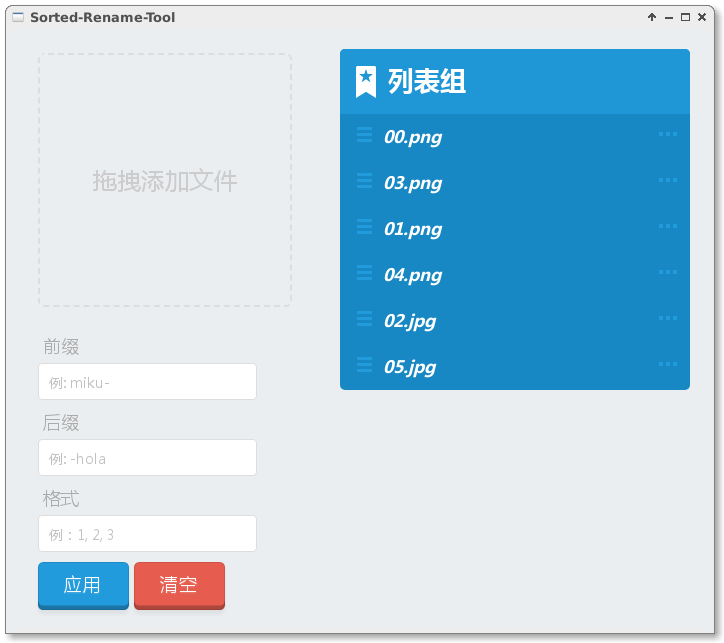 Sorted-Rename-Tool
拖拽添加文件
前缀
例: miku-
后缀
例: -hola
格式
例：1, 2, 3
应用
清空
列表组
00.png
03.png
01.png
04.png
02.jpg
05.jpg